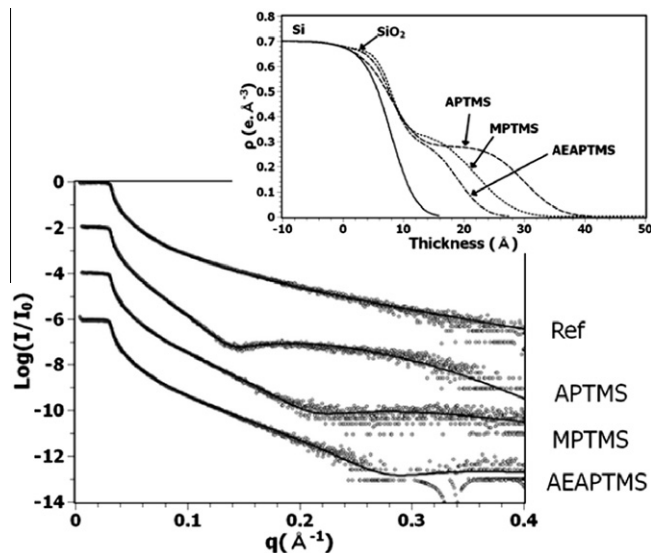 Si
SiO2
APTMS
MPTMS
AEAPTMS
ρ (e. Å-3)
0.8
0.7
0.6
0.5
0.4
0.3
0.2
0.1
0
-10 0 10 20 30 40 50
Thickness ( Å)
Log(I/I0)
0
-2
-4
-6
-8
-10
-12
-14
Ref
APTMS
MPTMS
AEAPTMS
0 0.1 0.2 0.3 0.4
q( Å-1)